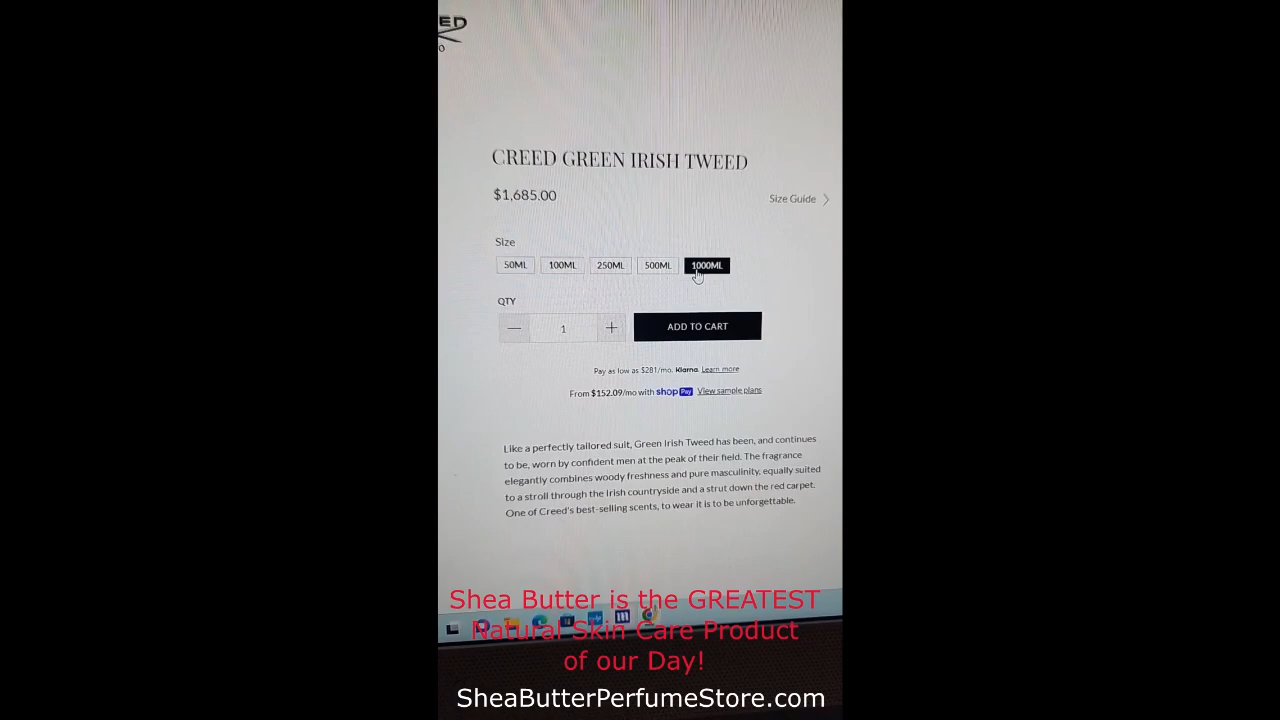 ED
CREED GREEN IRISH TWEED
$1,685.00
Size Guide
Size
50ML 100ML 250ML 500ML 1000ML
QTY
1
ADD TO CART
Pay as low as $281/mo. Klarna. Learn more
From $152.09/mo with shop Pay View sample plans
Like a perfectly tailored suit, Green Irish Tweed has been, and continues
to be, worn by confident men at the peak of their field. The fragrance
elegantly combines woody freshness and pure masculinity, equally suited
to a stroll through the Irish countryside and a strut down the red carpet.
One of Creed's best-selling scents, to wear it is to be unforgettable.
Shea Butter is the GREATEST
Natural Skin Care Product
of our Day!
SheaButterPerfumeStore.com